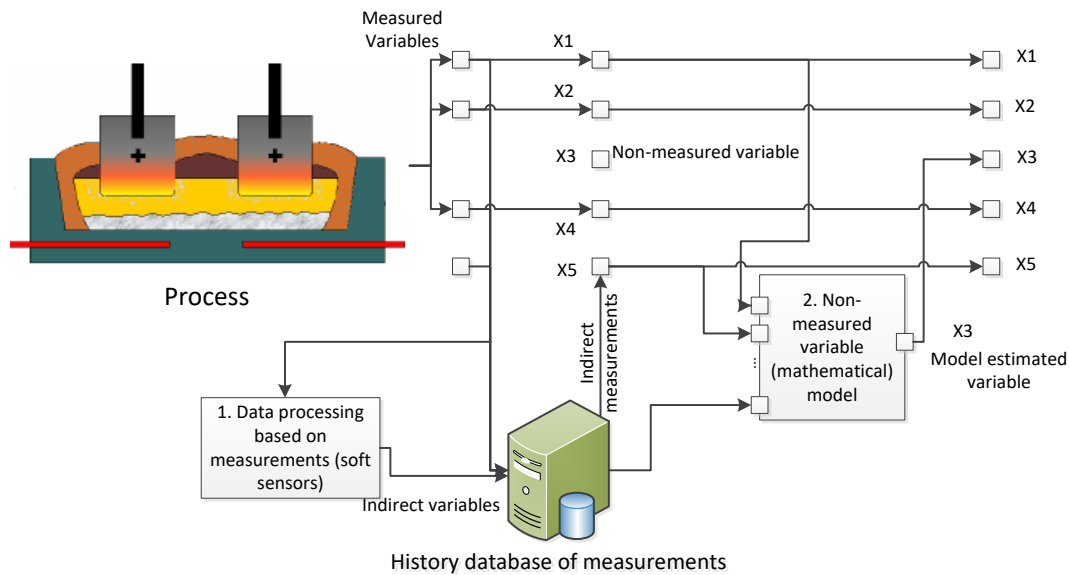 Measured
Variables
X1
X1
X2
X2
X3
Non-measured variable
X3
X4
X4
X5
X5
+
+
Process
Indirect
measurements
2. Non-
measured
variable
(mathematical)
model
...
X3
Model estimated
variable
1. Data processing
based on
measurements (soft
sensors)
Indirect variables
History database of measurements